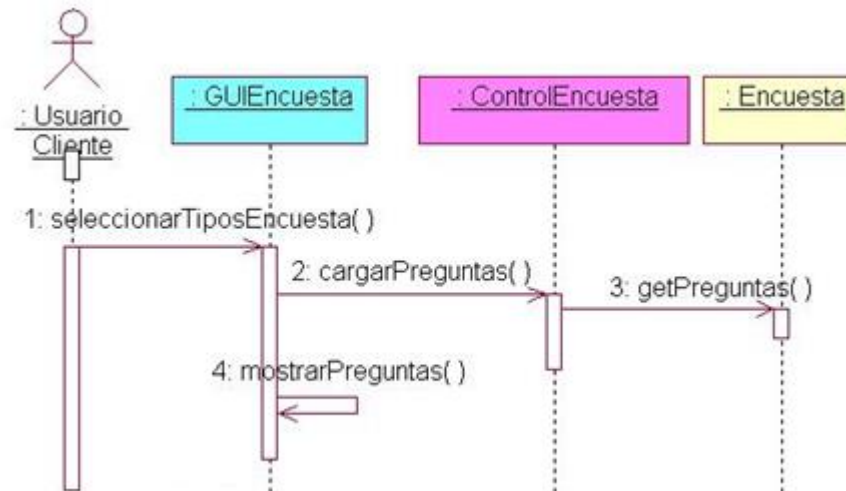 : Usuario
Cliente
: GUIEncuesta
: ControlEncuesta
: Encuesta
1: seleccionarTiposEncuesta( )
2: cargarPreguntas( )
3: getPreguntas( )
4: mostrarPreguntas( )